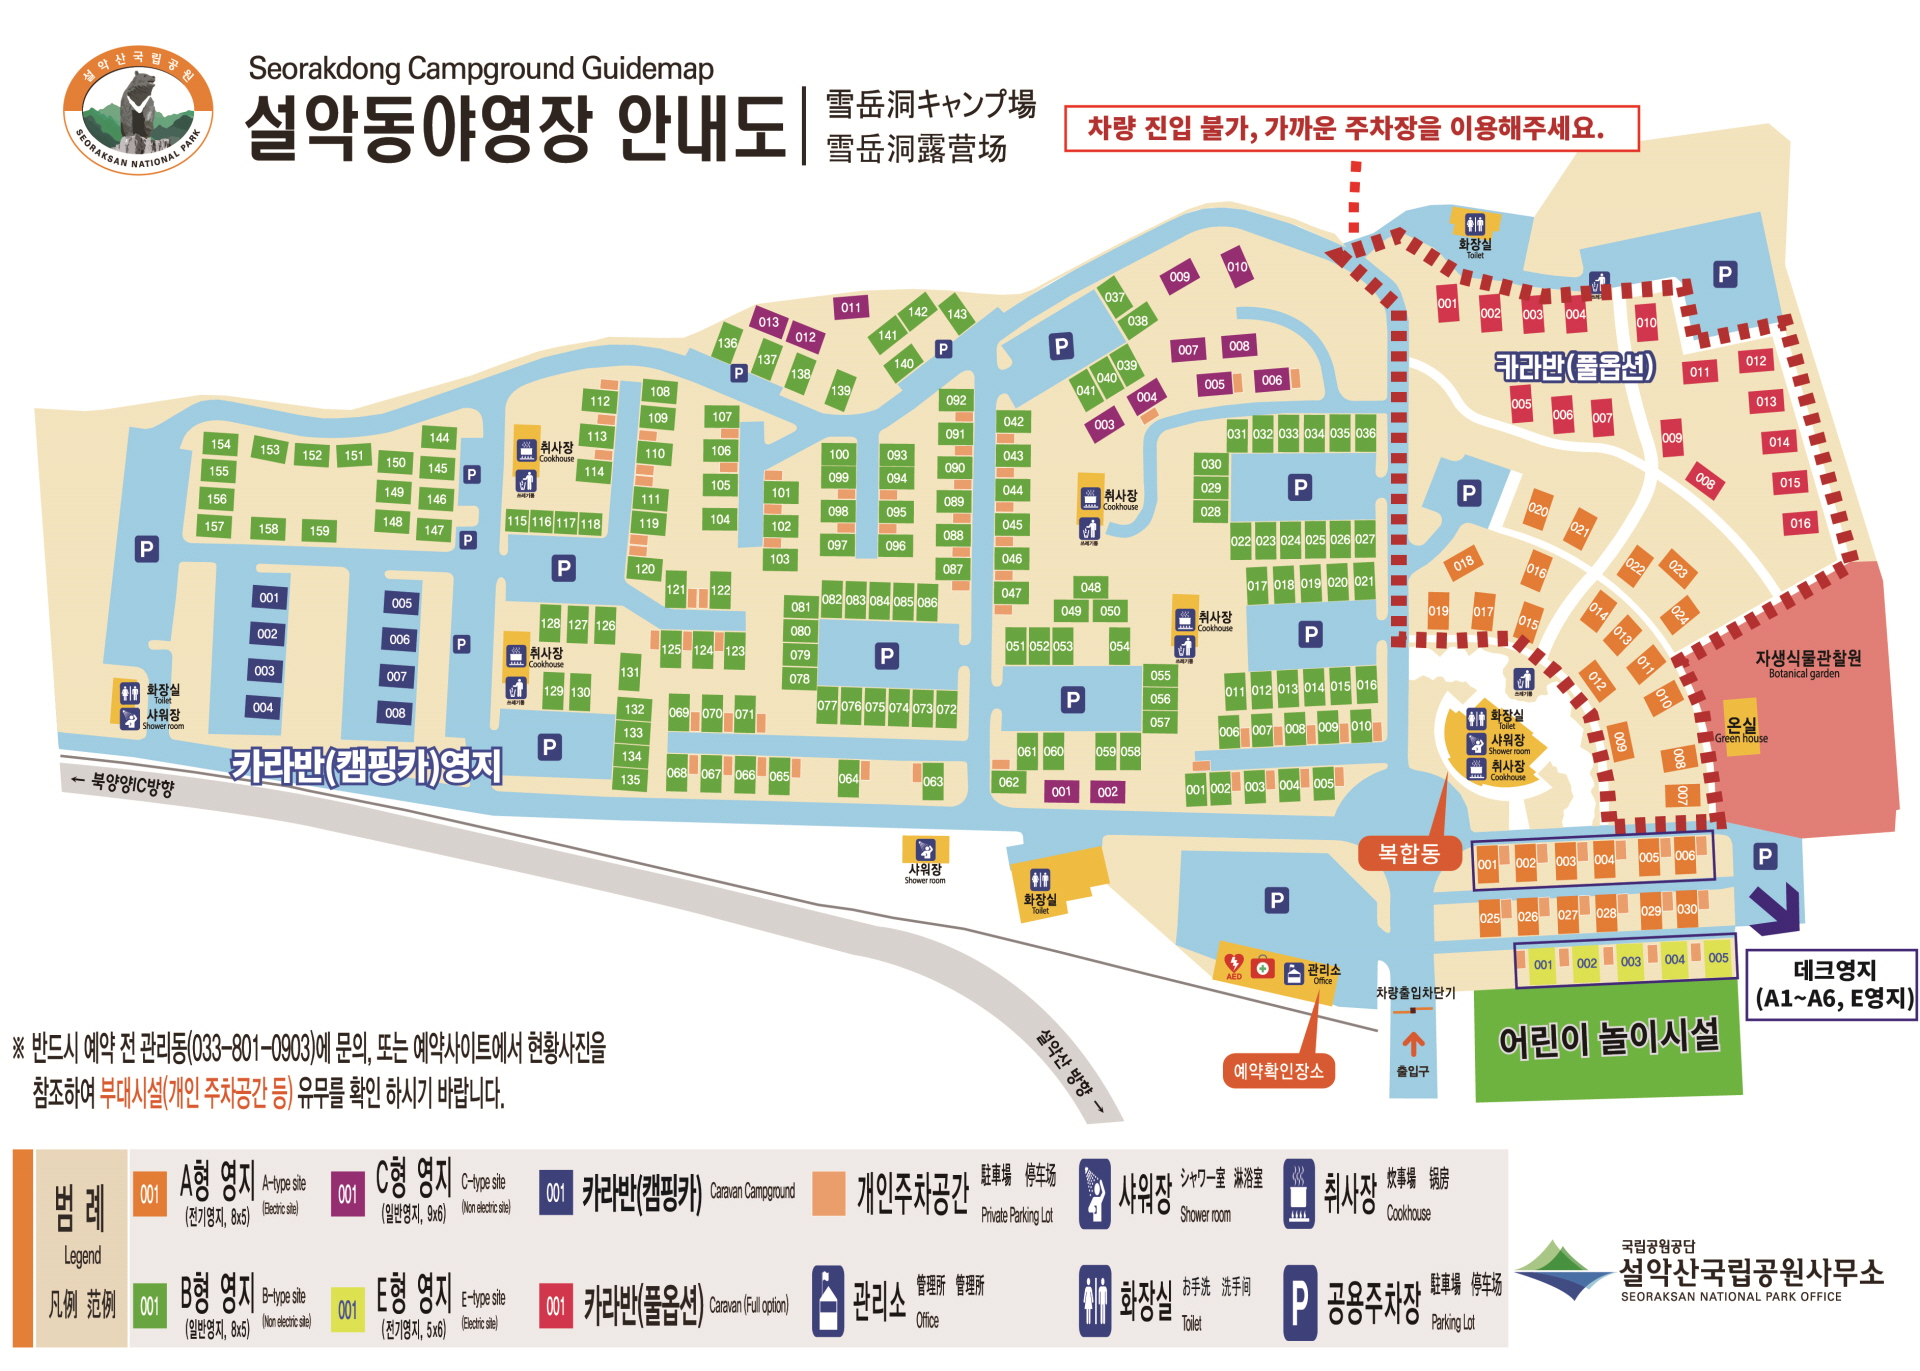 설악산국립공원
SEORAKSAN NATIONAL PARK
Seorakdong Campground Guidemap
설악동야영장 안내도
雪岳洞キャンプ場
雪岳洞露营场
차량 진입 불가, 가까운 주차장을 이용해주세요.
화장실
Toilet
P
001 002 003 004 010
카라반(풀옵션)
005 006 007 009 008
011 012 013 014 015 016
009 010
037 038 039 040 041
007 008
005 006
004 003
011 013 012
142 143 141 140
136 137 138 139
P
031 032 033 034 035 036
030 029 028
P
022 023 024 025 026 027
017 018 019 020 021
P
011 012 013 014 015 016
006 007 008 009 010
001 002 003 004 005
취사장
Cookhouse
쓰레기통
042 043 044 045 046 047
048 049 050
051 052 053 054
055 056 057
P
061 060 059 058
062 001 002
092 091 090 089 088 087
093 094 095 096
100 099 098 097
101 102 103
107 106 105 104
108 109 110 111 119 120
112 113 114
115 116 117 118
P
취사장
Cookhouse
쓰레기통
144 145 146 147
150 149 148
154 153 152 151
155 156 157 158 159
P
001 002 003 004
005 006 007 008
P
화장실
Toilet
샤워장
Shower room
카라반(캠핑카)영지
← 북양양IC방향
121 122
125 124 123
128 127 126
취사장
Cookhouse
쓰레기통
129 130 131
132 133 134 135
P
081 080 079 078
082 083 084 085 086
P
077 076 075 074 073 072
069 070 071
068 067 066 065 064 063
취사장
Cookhouse
쓰레기통
P
020 021 022 023 024
018 016 019 017 015
014 013 011 012 010
009 008 007
자생식물관찰원
Botanical garden
온실
Green house
쓰레기통
화장실
Toilet
샤워장
Shower room
취사장
Cookhouse
복합동
001 002 003 004 005 006
P
025 026 027 028 029 030
001 002 003 004 005
데크영지
(A1~A6, E영지)
어린이 놀이시설
샤워장
Shower room
화장실
Toilet
P
AED
관리소
Office
차량출입차단기
출입구
예약확인장소
설악산 방향 →
※ 반드시 예약 전 관리동(033-801-0903)에 문의, 또는 예약사이트에서 현황사진을
참조하여 부대시설(개인 주차공간 등) 유무를 확인 하시기 바랍니다.
범 례
Legend
凡例 范例
001 A형 영지 (전기영지, 8x5) A-type site (Electric site)
001 C형 영지 (일반영지, 9x6) C-type site (Non electric site)
001 카라반(캠핑카) Caravan Campground
개인주차공간 駐車場 停车场 Private Parking Lot
샤워장 シャワー室 淋浴室 Shower room
취사장 炊事場 锅房 Cookhouse
001 B형 영지 (일반영지, 8x5) B-type site (Non electric site)
001 E형 영지 (전기영지, 5x6) E-type site (Electric site)
001 카라반(풀옵션) Caravan (Full option)
관리소 管理所 管理所 Office
화장실 お手洗 洗手间 Toilet
P 공용주차장 駐車場 停车场 Parking Lot
국립공원공단
설악산국립공원사무소
SEORAKSAN NATIONAL PARK OFFICE